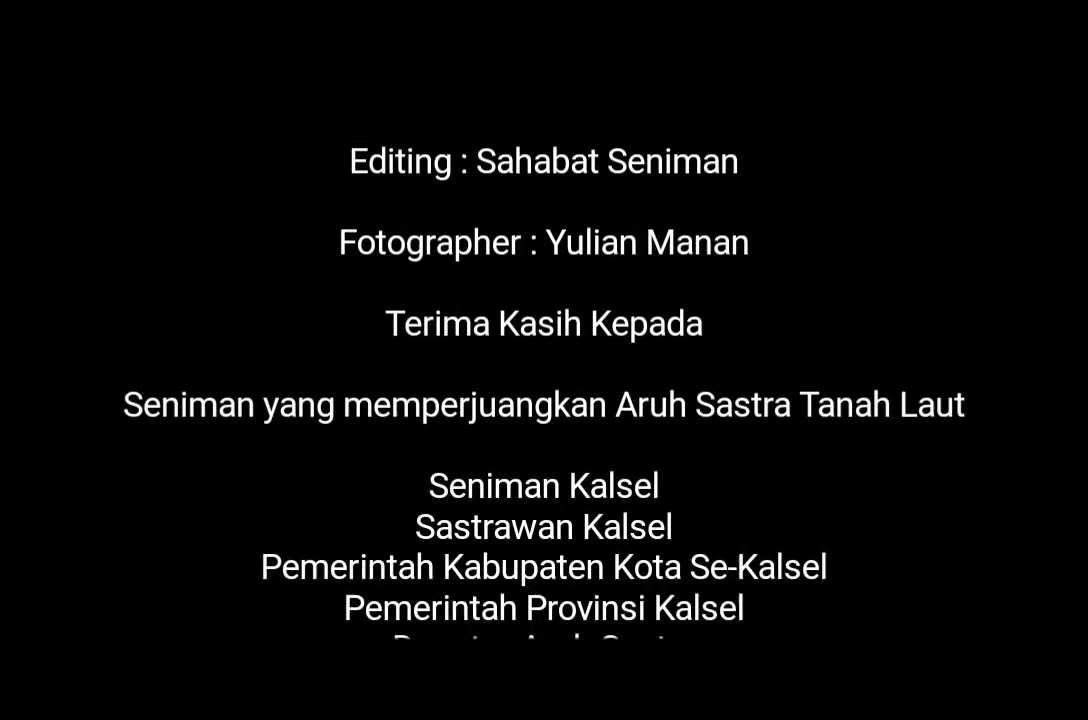 Editing : Sahabat Seniman
Fotographer : Yulian Manan
Terima Kasih Kepada
Seniman yang memperjuangkan Aruh Sastra Tanah Laut
Seniman Kalsel
Sastrawan Kalsel
Pemerintah Kabupaten Kota Se-Kalsel
Pemerintah Provinsi Kalsel